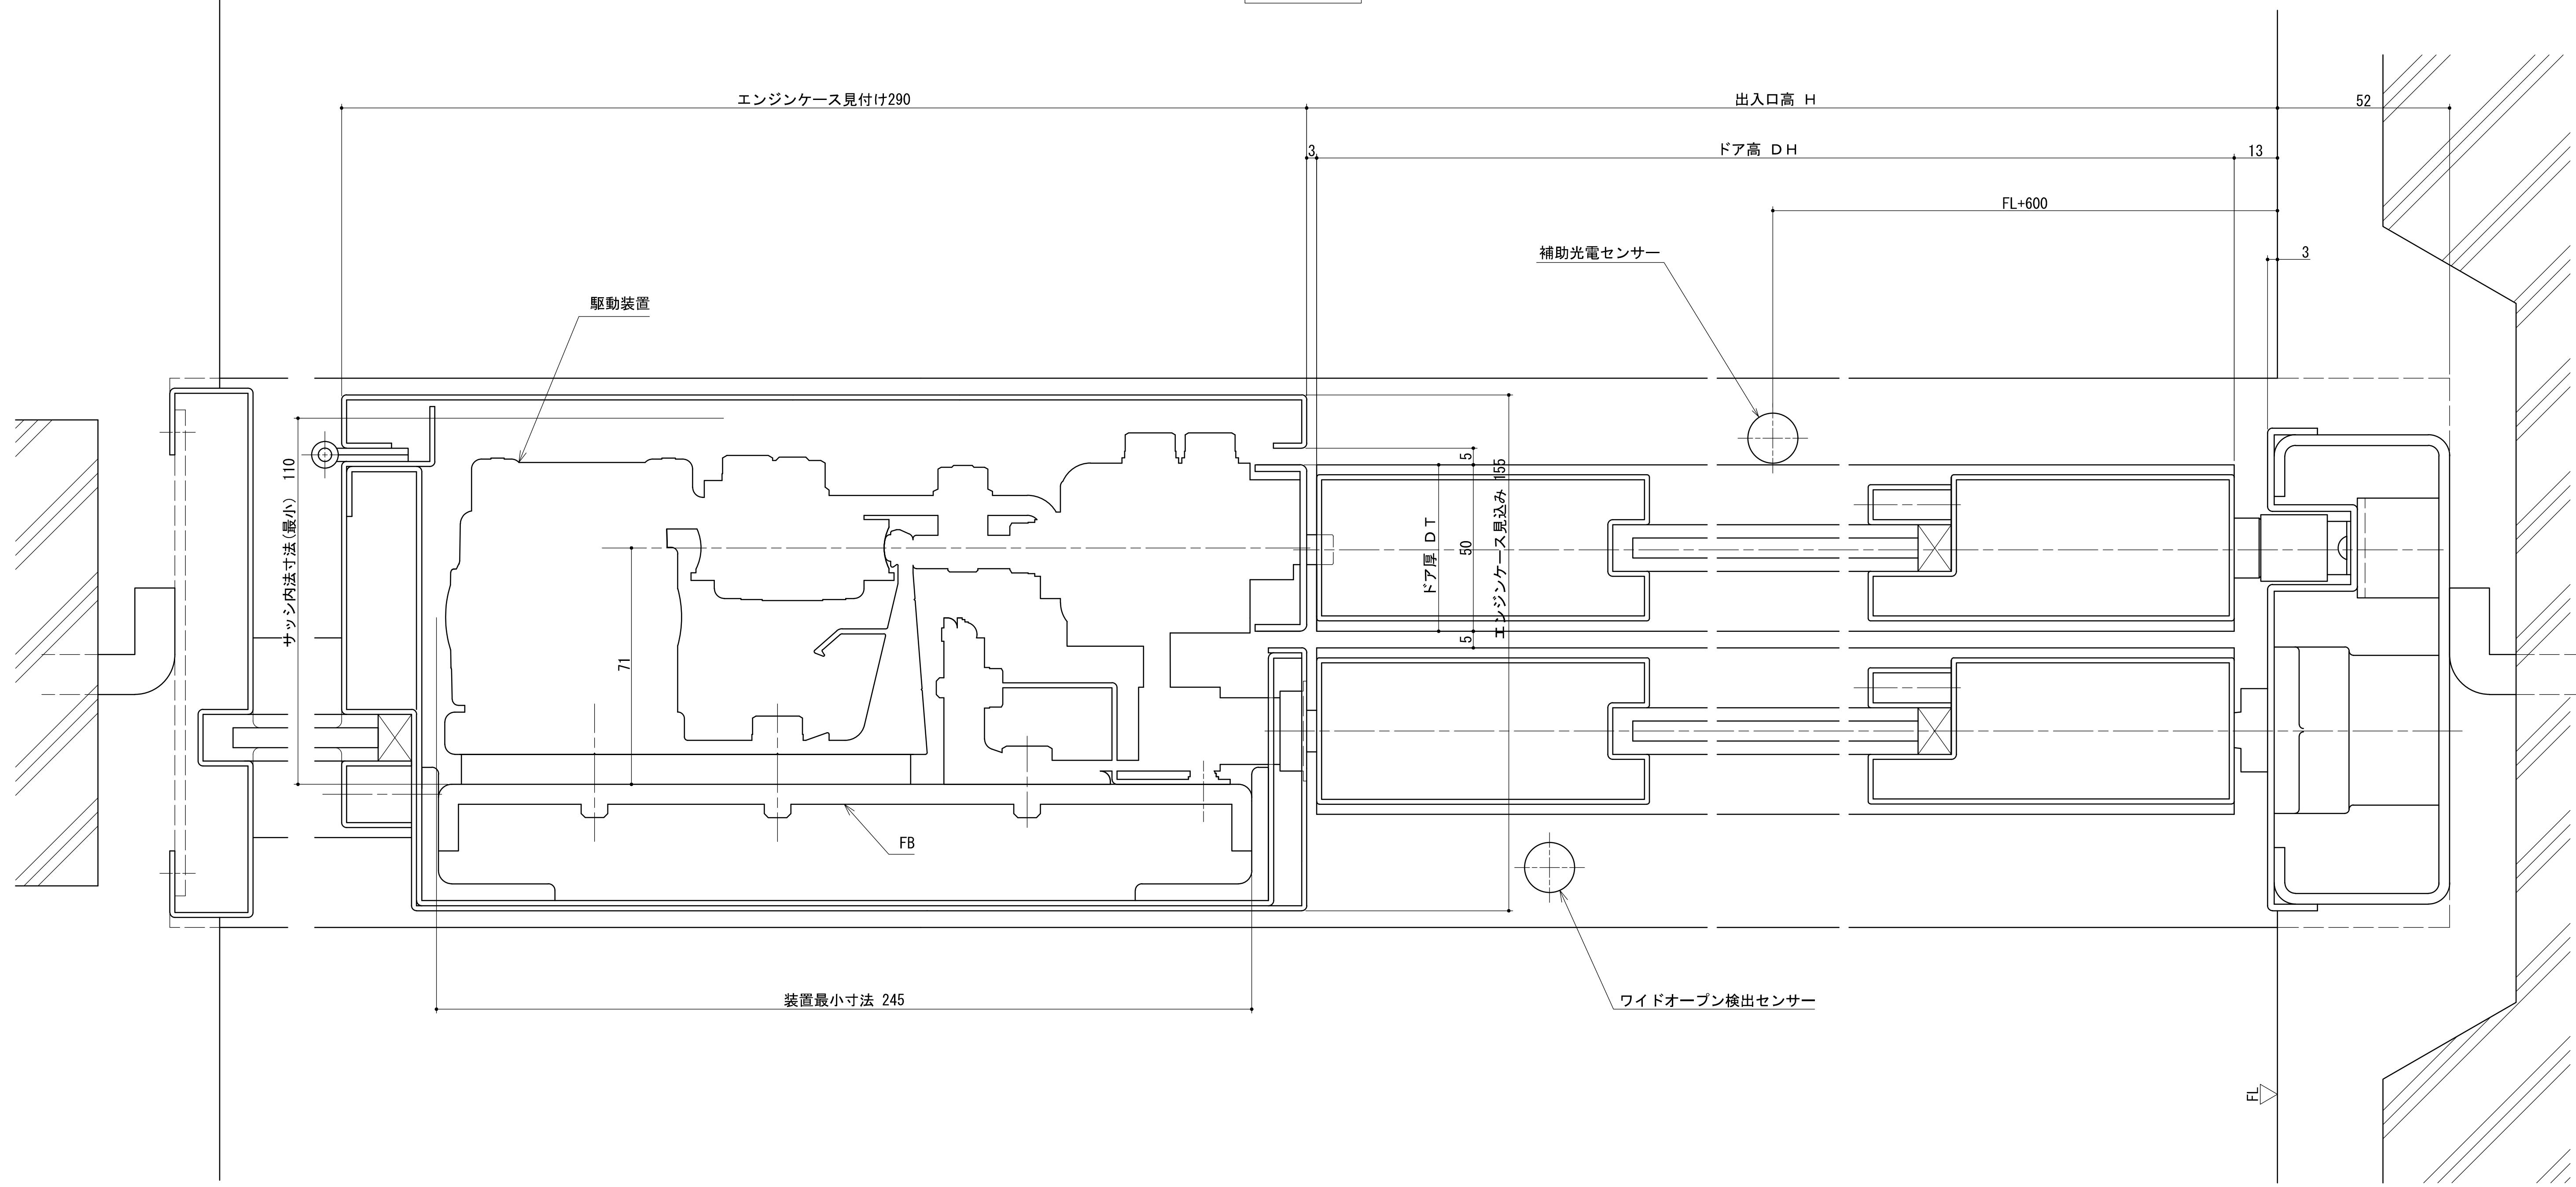 エンジンケース見付け290
出入口高 H
52
3
ドア高 DH
13
FL+600
補助光電センサー
3
駆動装置
サッシ内法寸法(最小) 110
5
ドア厚 DT
50
エンジンケース見込み 155
5
71
FB
装置最小寸法 245
ワイドオープン検出センサー
FL